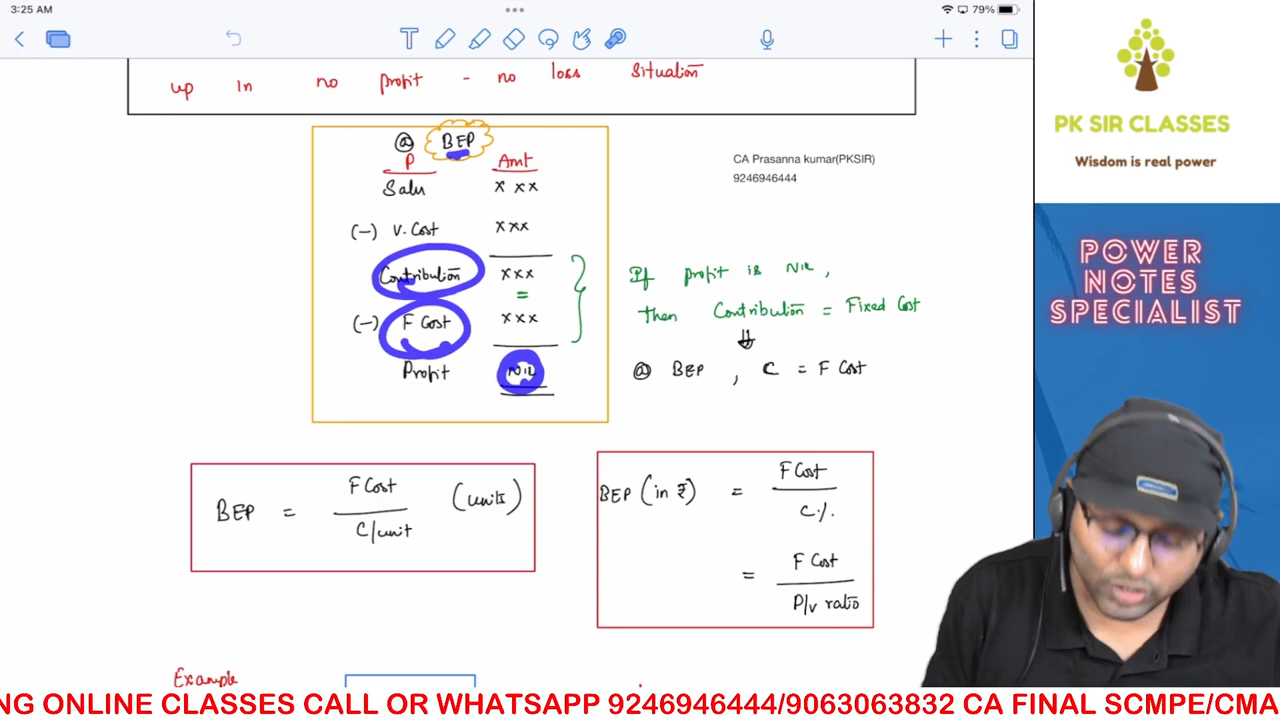 3:25 AM
79%
T
up in no profit - no loss Situation
@ BEP
P Amt
Sales x xx
(-) V. Cost xxx
Contribution xxx
=
(-) F Cost xxx
Profit NIL
CA Prasanna kumar(PKSIR)
9246946444
If profit is NIL,
then Contribution = Fixed Cost
@ BEP , C = F Cost
BEP = F Cost / C/unit (units)
BEP (in ₹) = F Cost / C%
= F Cost / P/v ratio
Example
PK SIR CLASSES
Wisdom is real power
POWER
NOTES
SPECIALIST
NG ONLINE CLASSES CALL OR WHATSAPP 9246946444/9063063832 CA FINAL SCMPE/CMA